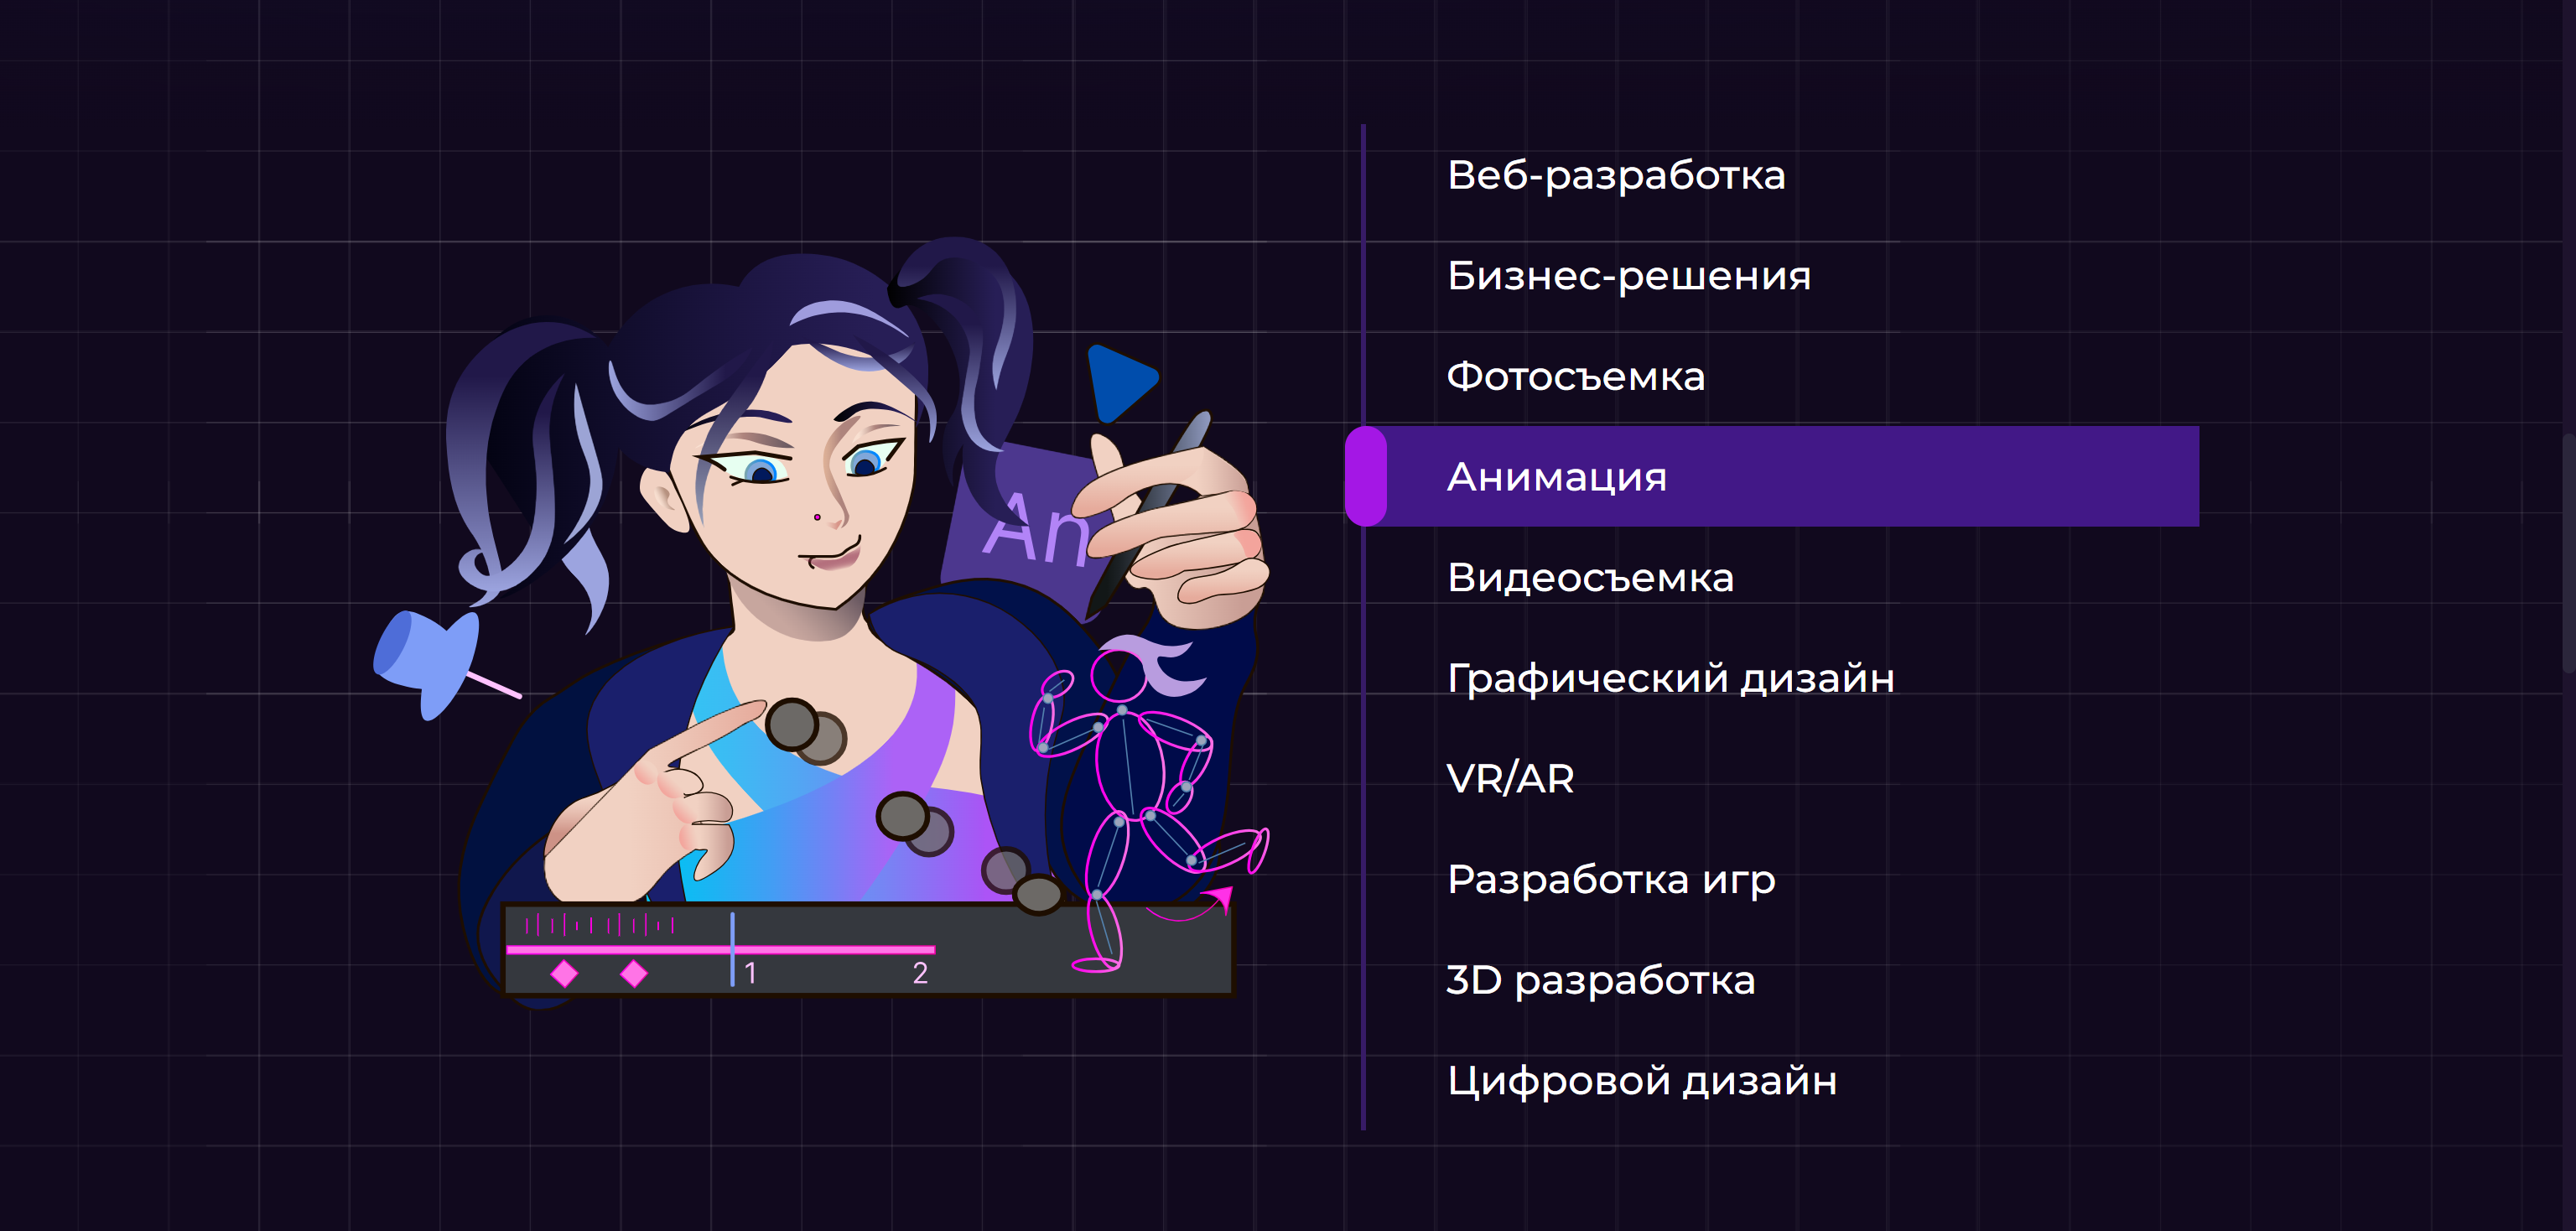 Веб-разработка
Бизнес-решения
Фотосъемка
An
Анимация
Видеосъемка
Графический дизайн
VR/AR
Разработка игр
1 2
3D разработка
Цифровой дизайн